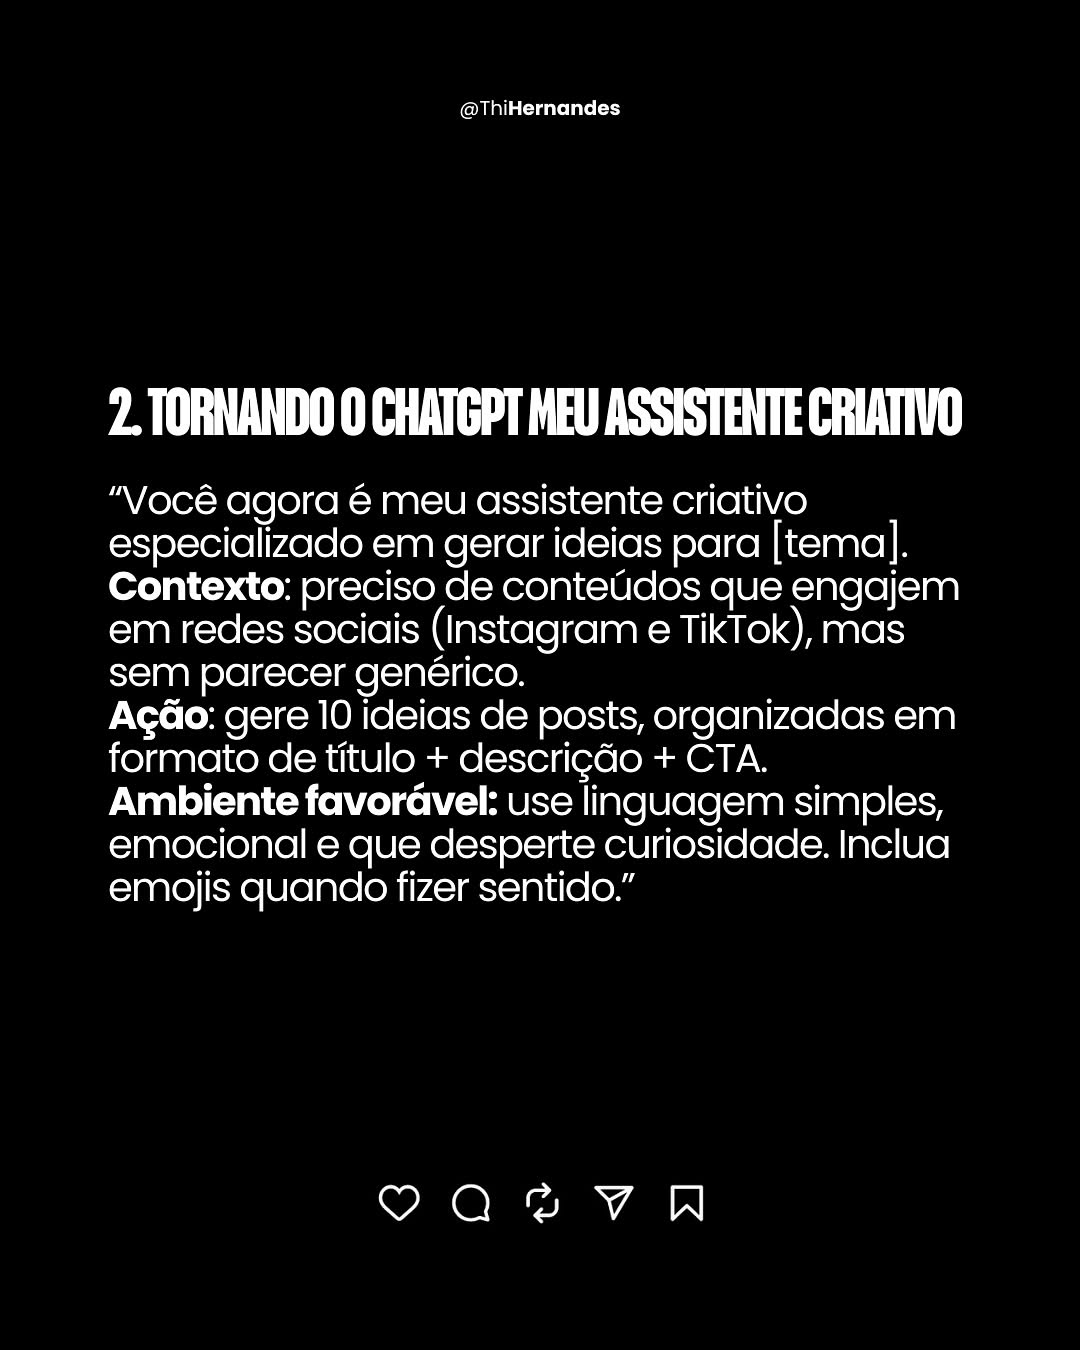 @ThiHernandes
2. TORNANDO O CHATGPT MEU ASSISTENTE CRIATIVO
“Você agora é meu assistente criativo
especializado em gerar ideias para [tema].
Contexto: preciso de conteúdos que engajem
em redes sociais (Instagram e TikTok), mas
sem parecer genérico.
Ação: gere 10 ideias de posts, organizadas em
formato de título + descrição + CTA.
Ambiente favorável: use linguagem simples,
emocional e que desperte curiosidade. Inclua
emojis quando fizer sentido.”